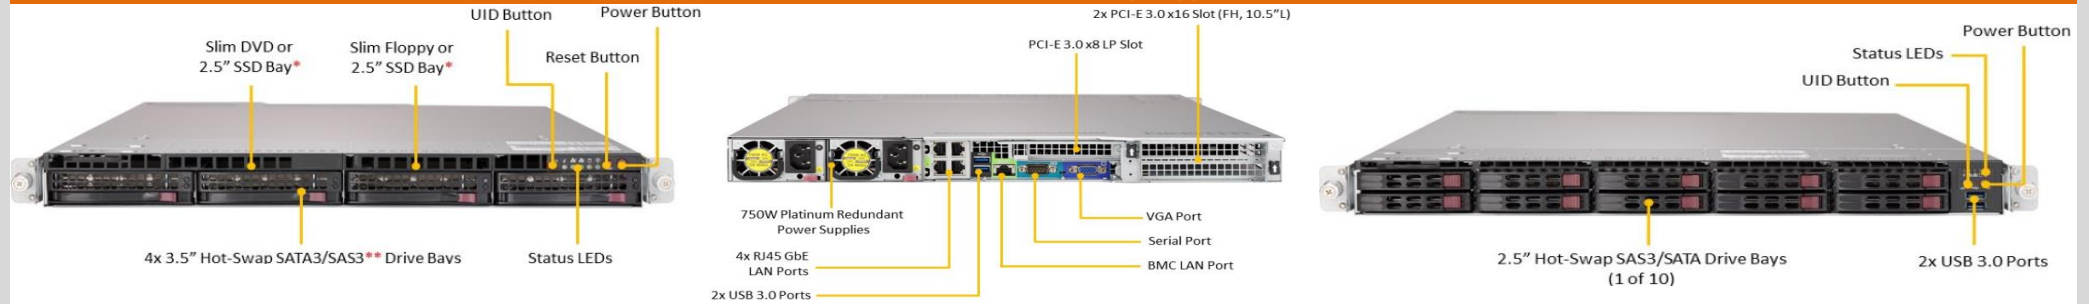 UID Button
Power Button
Slim DVD or
2.5” SSD Bay*
Slim Floppy or
2.5” SSD Bay*
Reset Button
4x 3.5” Hot-Swap SATA3/SAS3** Drive Bays
Status LEDs
2x PCI-E 3.0 x16 Slot (FH, 10.5”L)
PCI-E 3.0 x8 LP Slot
750W Platinum Redundant
Power Supplies
4x RJ45 GbE
LAN Ports
2x USB 3.0 Ports
VGA Port
Serial Port
BMC LAN Port
Power Button
Status LEDs
UID Button
2.5” Hot-Swap SAS3/SATA Drive Bays
(1 of 10)
2x USB 3.0 Ports